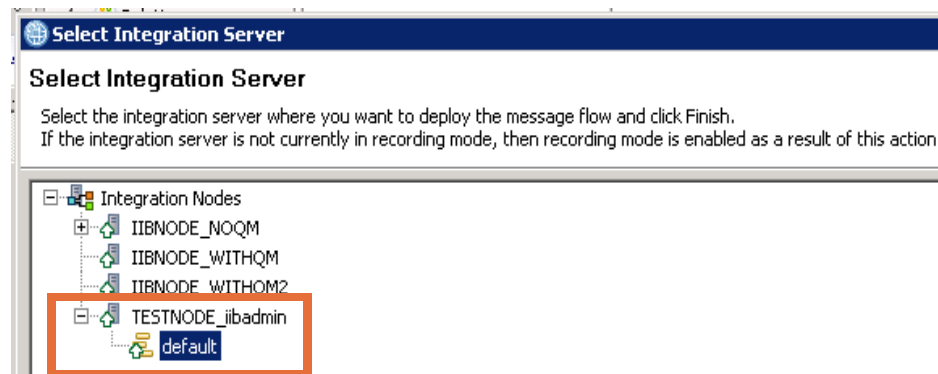 Select Integration Server
Select Integration Server
Select the integration server where you want to deploy the message flow and click Finish.
If the integration server is not currently in recording mode, then recording mode is enabled as a result of this action
Integration Nodes
IIBNODE_NOQM
IIBNODE_WITHQM
IIBNODE_WITHQM2
TESTNODE_iibadmin
default